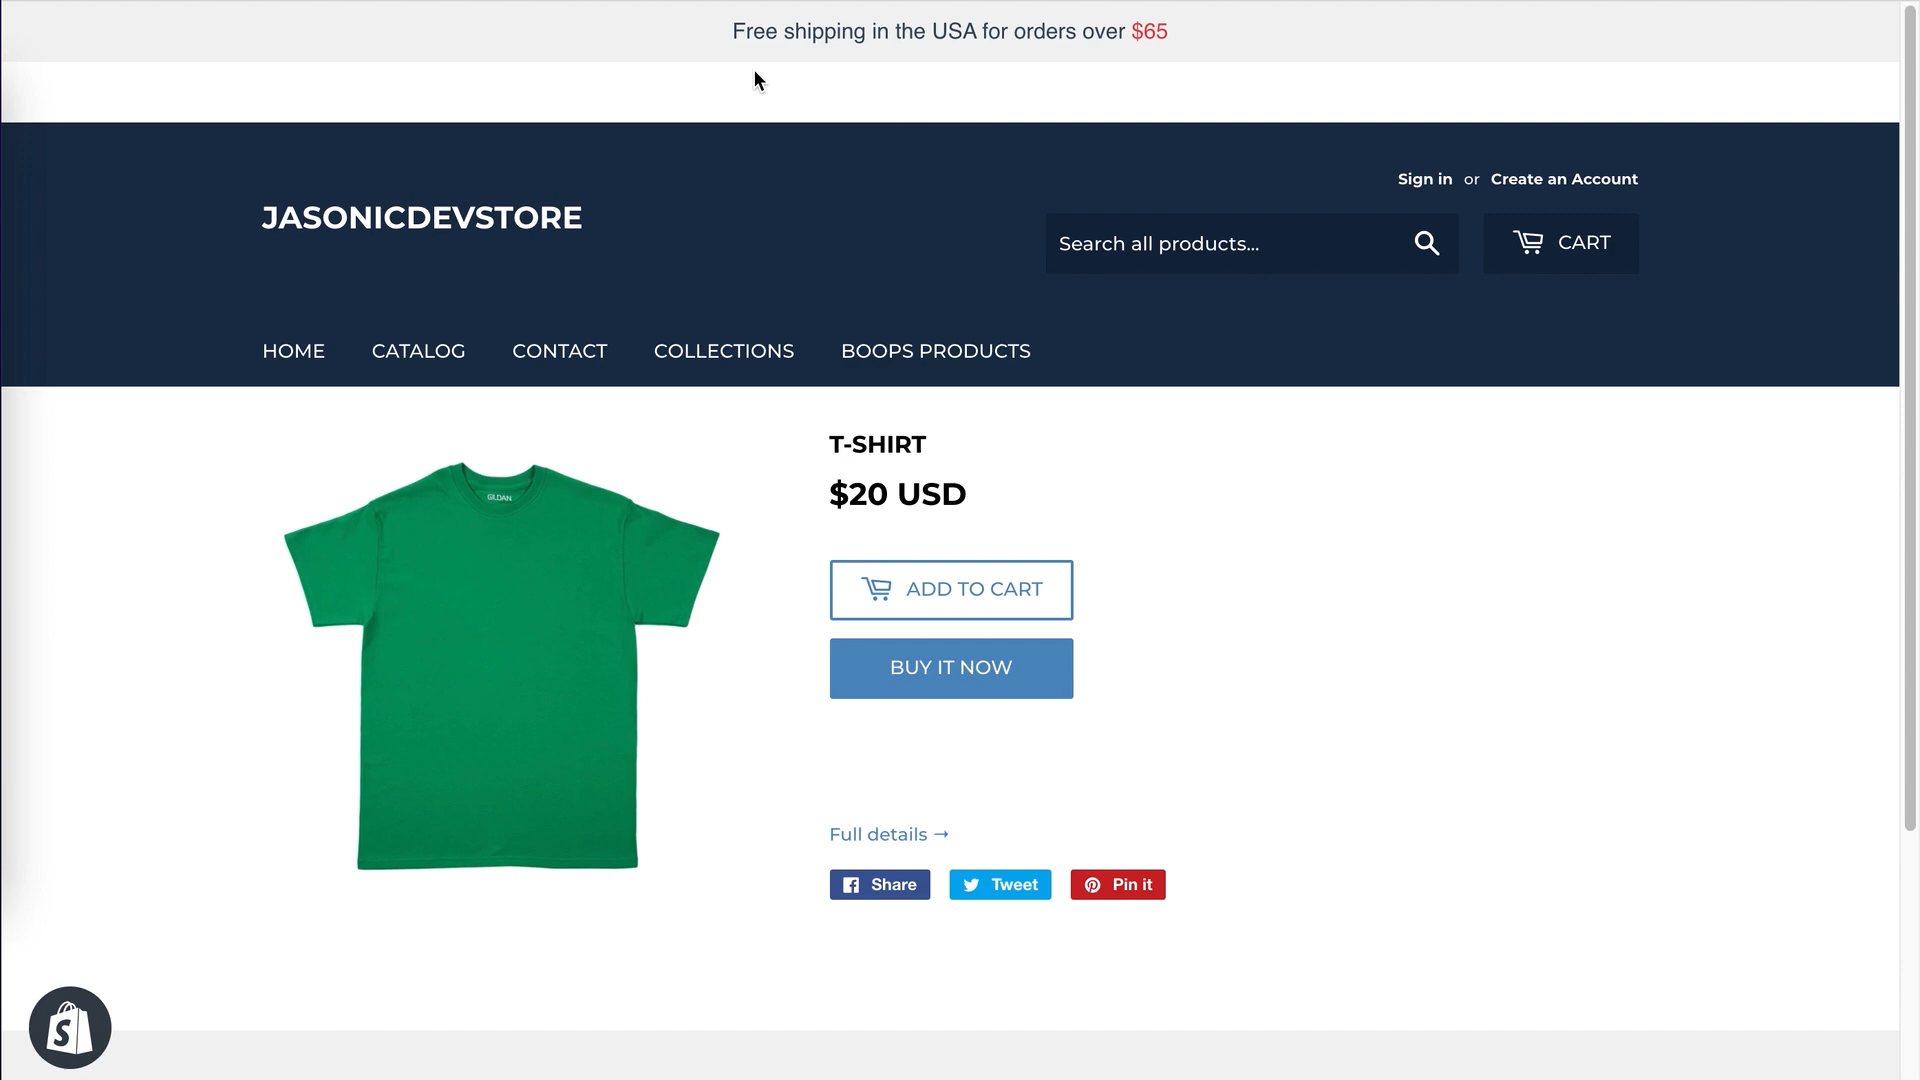 Free shipping in the USA for orders over $65
Sign in or Create an Account
JASONICDEVSTORE
Search all products...
CART
HOME CATALOG CONTACT COLLECTIONS BOOPS PRODUCTS
T-SHIRT
$20 USD
GILDAN
ADD TO CART
BUY IT NOW
Full details →
Share Tweet Pin it
S